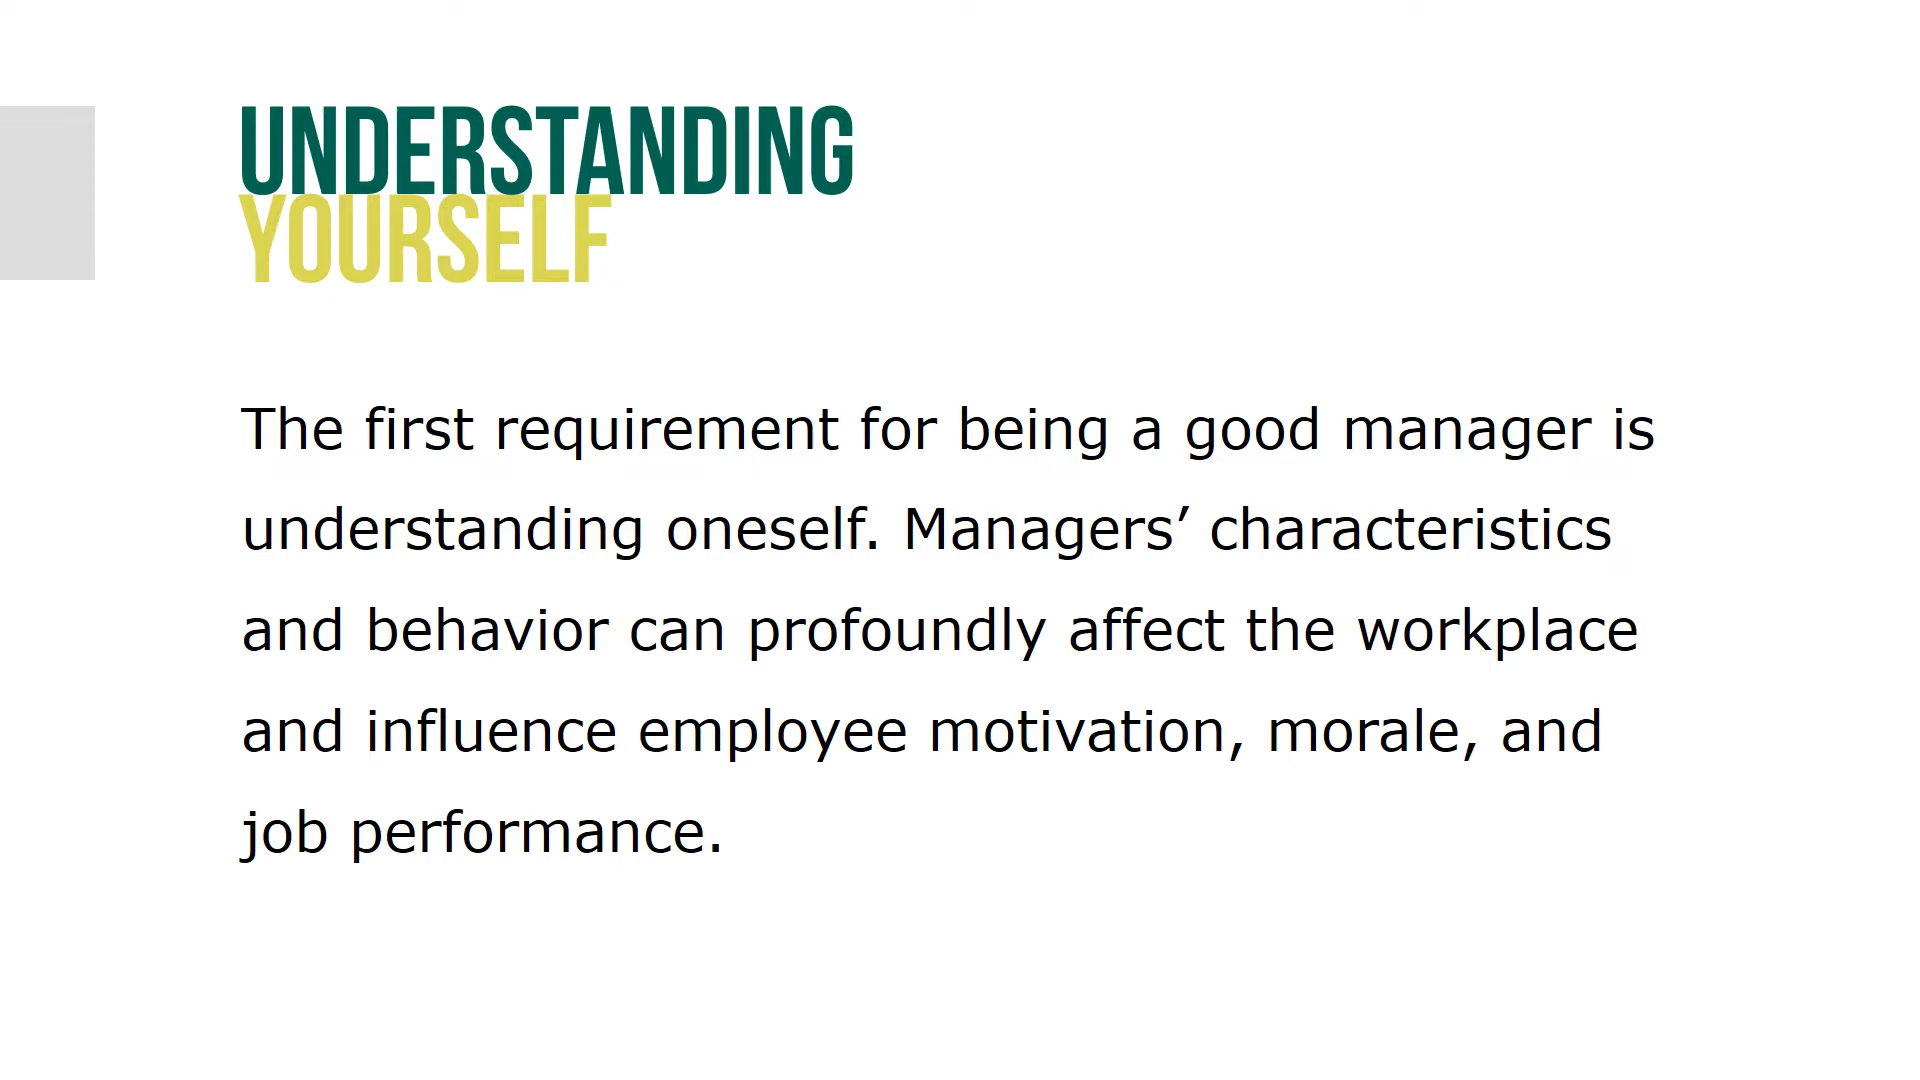 UNDERSTANDING
YOURSELF
The first requirement for being a good manager is
understanding oneself. Managers’ characteristics
and behavior can profoundly affect the workplace
and influence employee motivation, morale, and
job performance.